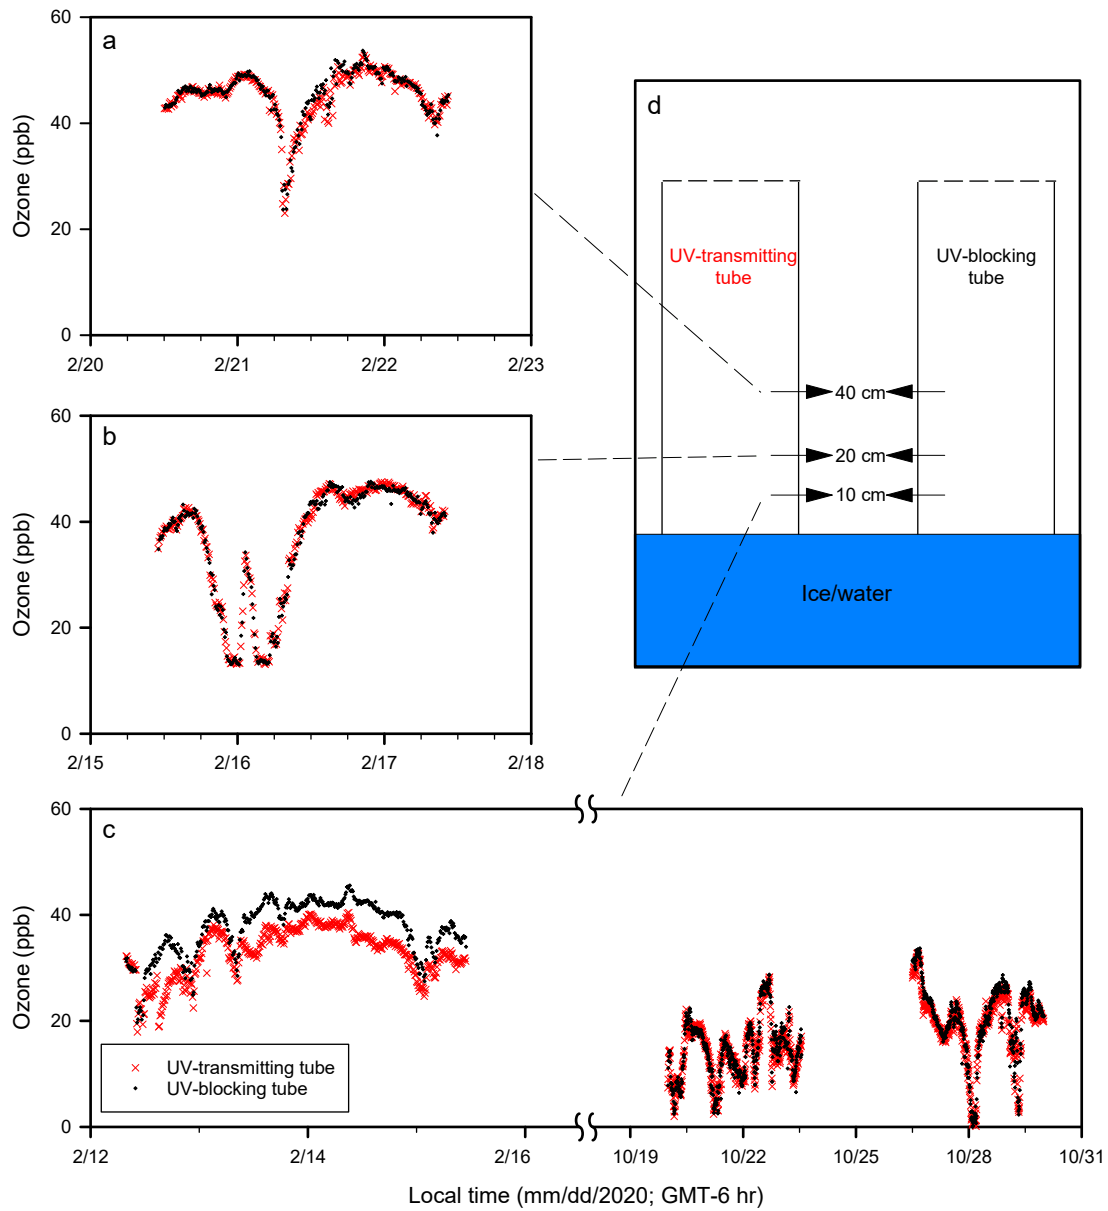 a
60
40
20
0
Ozone (ppb)
2/20
2/21
2/22
2/23
b
60
40
20
0
Ozone (ppb)
2/15
2/16
2/17
2/18
d
UV-transmitting
tube
UV-blocking
tube
40 cm
20 cm
10 cm
Ice/water
c
60
40
20
0
Ozone (ppb)
UV-transmitting tube
UV-blocking tube
2/12
2/14
2/16
10/19
10/22
10/25
10/28
10/31
Local time (mm/dd/2020; GMT-6 hr)